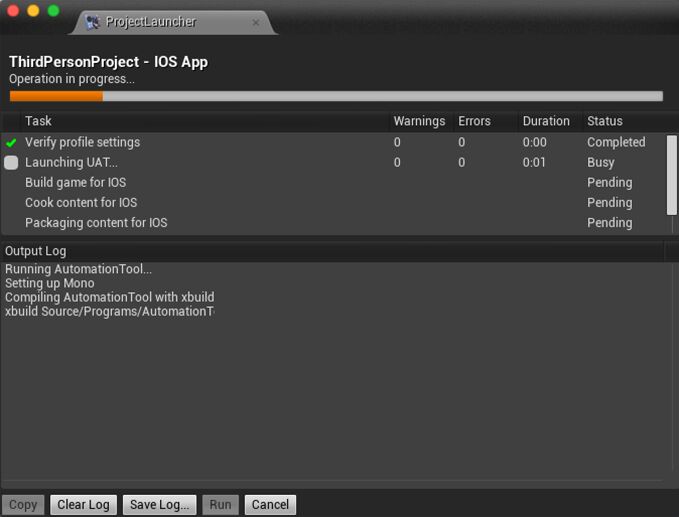 ProjectLauncher
ThirdPersonProject - IOS App
Operation in progress...
Task Warnings Errors Duration Status
Verify profile settings 0 0 0:00 Completed
Launching UAT... 0 0 0:01 Busy
Build game for IOS Pending
Cook content for IOS Pending
Packaging content for IOS Pending
Output Log
Running AutomationTool...
Setting up Mono
Compiling AutomationTool with xbuild
xbuild Source/Programs/AutomationT
Copy Clear Log Save Log... Run Cancel